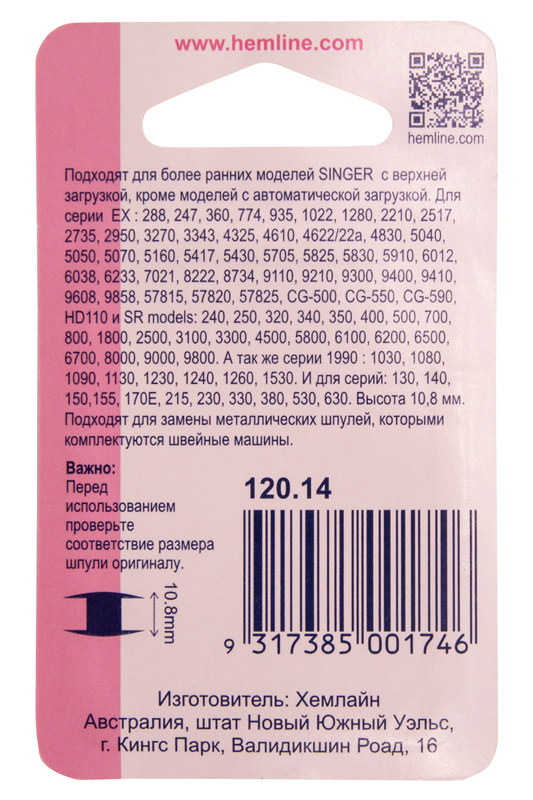 www.hemline.com
hemline.com
Подходят для более ранних моделей SINGER с верхней
загрузкой, кроме моделей с автоматической загрузкой. Для
серии EX : 288, 247, 360, 774, 935, 1022, 1280, 2210, 2517,
2735, 2950, 3270, 3343, 4325, 4610, 4622/22a, 4830, 5040,
5050, 5070, 5160, 5417, 5430, 5705, 5825, 5830, 5910, 6012,
6038, 6233, 7021, 8222, 8734, 9110, 9210, 9300, 9400, 9410,
9608, 9858, 57815, 57820, 57825, CG-500, CG-550, CG-590,
HD110 и SR models: 240, 250, 320, 340, 350, 400, 500, 700,
800, 1800, 2500, 3100, 3300, 4500, 5800, 6100, 6200, 6500,
6700, 8000, 9000, 9800. А так же серии 1990 : 1030, 1080,
1090, 1130, 1230, 1240, 1260, 1530. И для серий: 130, 140,
150,155, 170E, 215, 230, 330, 380, 530, 630. Высота 10,8 мм.
Подходят для замены металлических шпулей, которыми
комплектуются швейные машины.
Важно:
Перед
использованием
проверьте
соответствие размера
шпули оригиналу.
10.8mm
120.14
9 317385 001746
Изготовитель: Хемлайн
Австралия, штат Новый Южный Уэльс,
г. Кингс Парк, Валидикшин Роад, 16